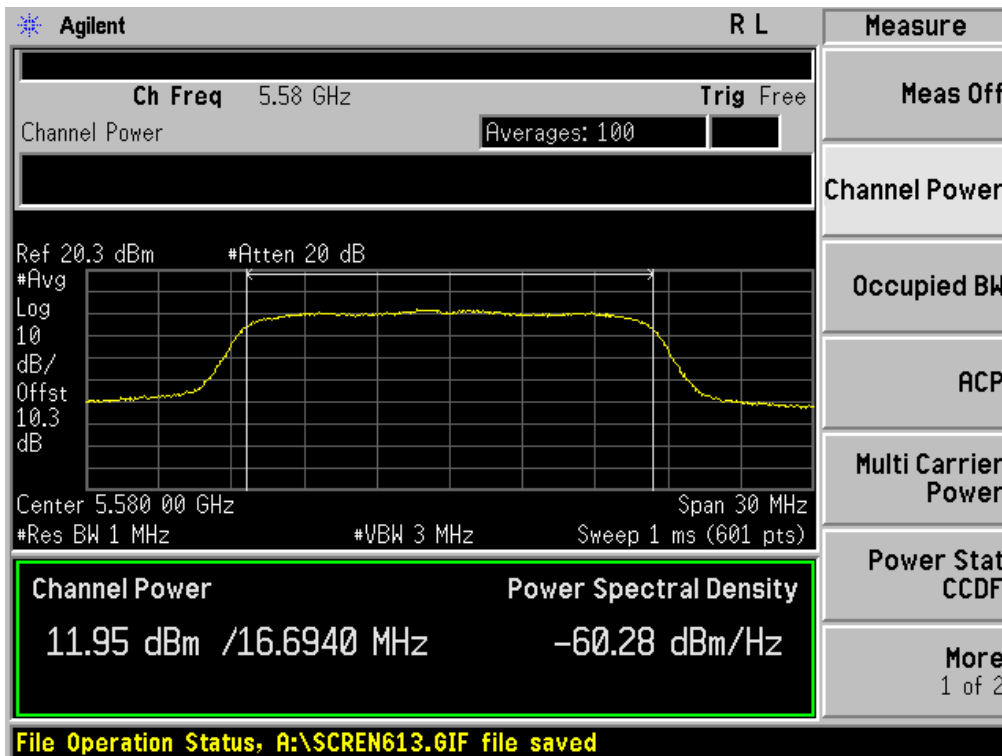 Agilent R L
Ch Freq 5.58 GHz Trig Free
Channel Power Averages: 100
Ref 20.3 dBm #Atten 20 dB
#Avg
Log
10
dB/
Offst
10.3
dB
Center 5.580 00 GHz Span 30 MHz
#Res BW 1 MHz #VBW 3 MHz Sweep 1 ms (601 pts)
Channel Power Power Spectral Density
11.95 dBm /16.6940 MHz -60.28 dBm/Hz
File Operation Status, A:\SCREN613.GIF file saved
Measure
Meas Off
Channel Power
Occupied BW
ACP
Multi Carrier
Power
Power Stat
CCDF
More
1 of 2